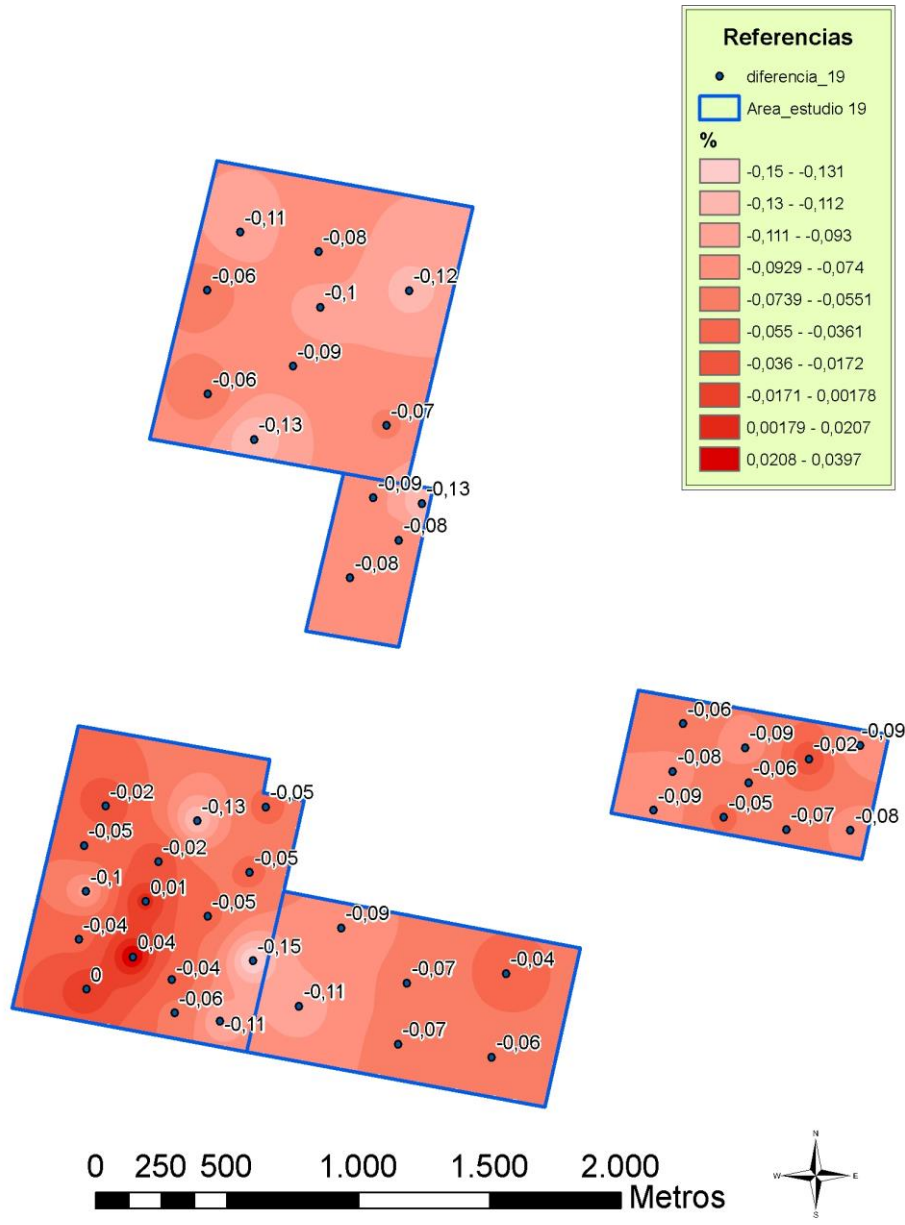 Referencias
diferencia_19
Area_estudio 19
%
-0,15 - -0,131
-0,13 - -0,112
-0,111 - -0,093
-0,0929 - -0,074
-0,0739 - -0,0551
-0,055 - -0,0361
-0,036 - -0,0172
-0,0171 - 0,00178
0,00179 - 0,0207
0,0208 - 0,0397
-0,11
-0,08
-0,06
-0,12
-0,1
-0,09
-0,06
-0,07
-0,13
-0,09
-0,13
-0,08
-0,08
-0,06
-0,09
-0,09
-0,02
-0,08
-0,06
-0,09
-0,05
-0,07
-0,08
-0,02
-0,13
-0,05
-0,05
-0,02
-0,05
-0,1
0,01
-0,05
-0,09
-0,04
0,04
-0,15
-0,04
0
-0,04
-0,07
-0,06
-0,11
-0,11
-0,07
-0,06
0 250 500 1.000 1.500 2.000
Metros
N
W E
S